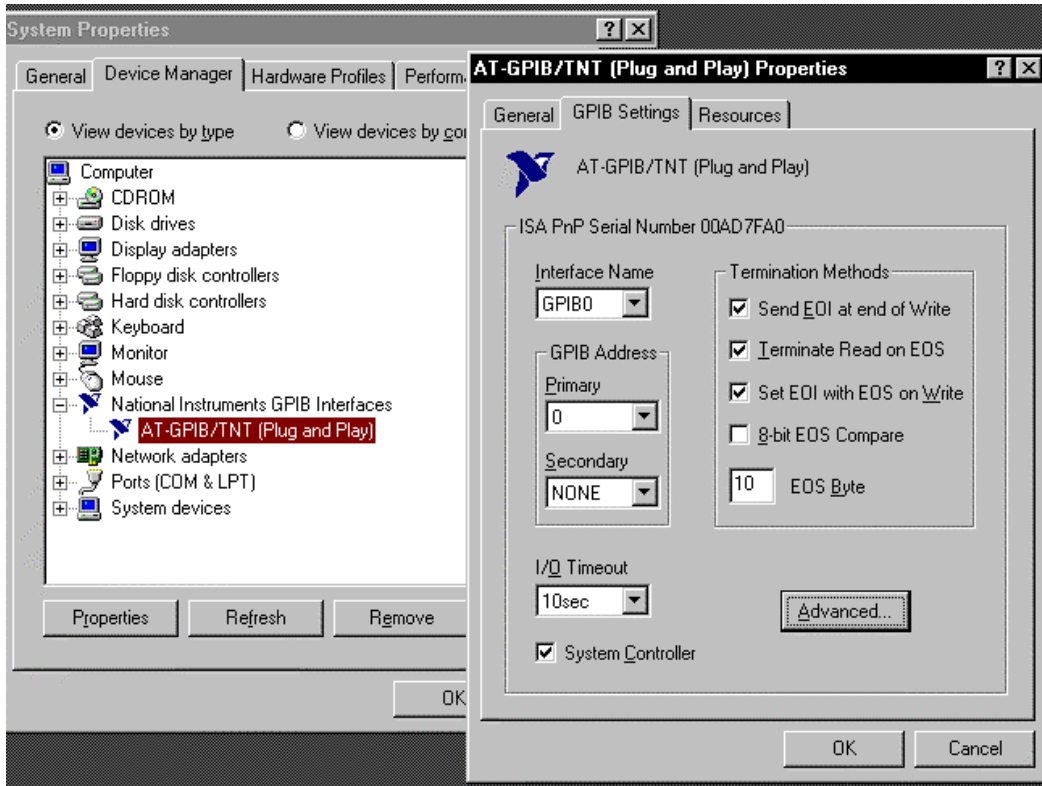 System Properties
General Device Manager Hardware Profiles Perform
View devices by type View devices by co
Computer
CDROM
Disk drives
Display adapters
Floppy disk controllers
Hard disk controllers
Keyboard
Monitor
Mouse
National Instruments GPIB Interfaces
AT-GPIB/TNT (Plug and Play)
Network adapters
Ports (COM & LPT)
System devices
Properties Refresh Remove
OK
AT-GPIB/TNT (Plug and Play) Properties
General GPIB Settings Resources
AT-GPIB/TNT (Plug and Play)
ISA PnP Serial Number 00AD7FA0
Interface Name
GPIB0
GPIB Address
Primary
0
Secondary
NONE
I/O Timeout
10sec
System Controller
Termination Methods
Send EOI at end of Write
Terminate Read on EOS
Set EOI with EOS on Write
8-bit EOS Compare
10 EOS Byte
Advanced...
OK Cancel